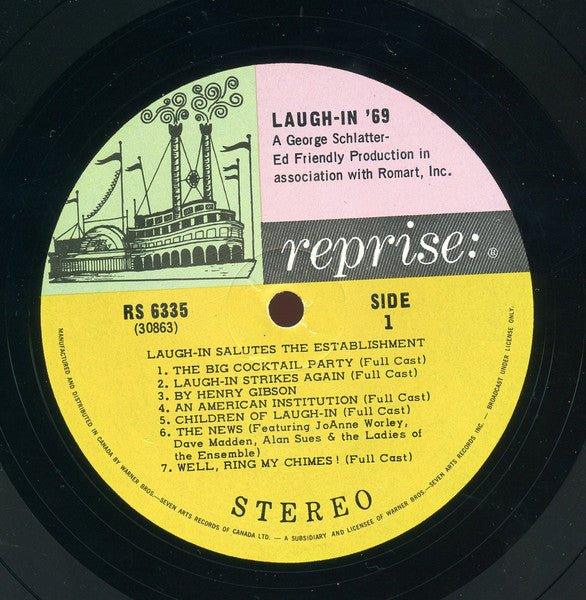 LAUGH-IN '69
A George Schlatter-
Ed Friendly Production in
association with Romart, Inc.
reprise:®
RS 6335
(30863)
SIDE
1
LAUGH-IN SALUTES THE ESTABLISHMENT
1. THE BIG COCKTAIL PARTY (Full Cast)
2. LAUGH-IN STRIKES AGAIN (Full Cast)
3. BY HENRY GIBSON
4. AN AMERICAN INSTITUTION (Full Cast)
5. CHILDREN OF LAUGH-IN (Full Cast)
6. THE NEWS (Featuring JoAnne Worley,
Dave Madden, Alan Sues & the Ladies of
the Ensemble)
7. WELL, RING MY CHIMES! (Full Cast)
STEREO
MANUFACTURED AND DISTRIBUTED IN CANADA BY WARNER BROS.—SEVEN ARTS RECORDS OF CANADA LTD. — A SUBSIDIARY AND LICENSEE OF WARNER BROS.—SEVEN ARTS RECORDS INC. — BROADCAST UNDER LICENSE ONLY.